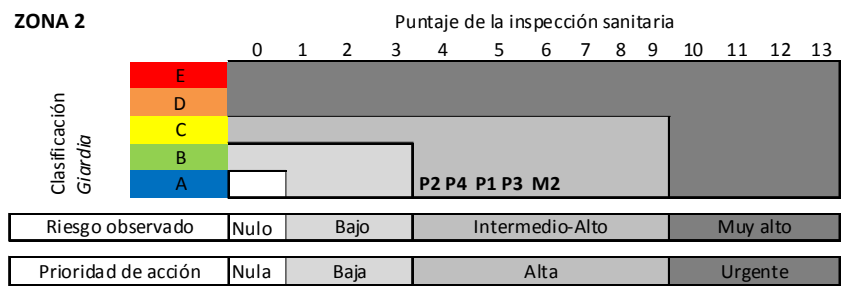 ZONA 2
Puntaje de la inspección sanitaria
0 1 2 3 4 5 6 7 8 9 10 11 12 13
Clasificación
Giardia
E
D
C
B
A P2 P4 P1 P3 M2
Riesgo observado Nulo Bajo Intermedio-Alto Muy alto
Prioridad de acción Nula Baja Alta Urgente